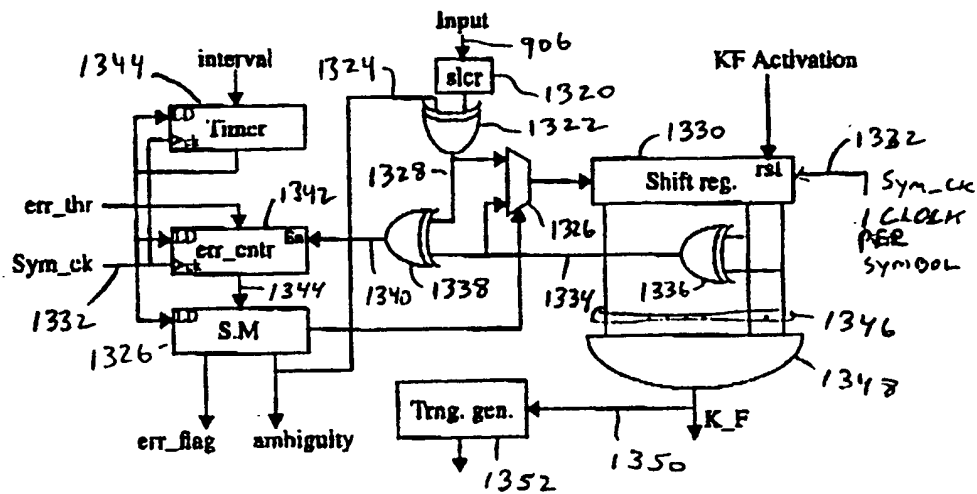 Input
906
1344
interval
1324
slcr
1320
KF Activation
LD
Timer
ck
1322
1330
1332
1328
Shift reg.
rst
Sym_ck
1 CLOCK
PER
SYMBOL
err_thr
1342
LD
En
err_cntr
ck
1326
Sym_ck
1344
1340
1338
1334
1336
1332
LD
S.M
1326
1346
1348
Trng. gen.
K_F
err_flag
ambiguity
1352
1350